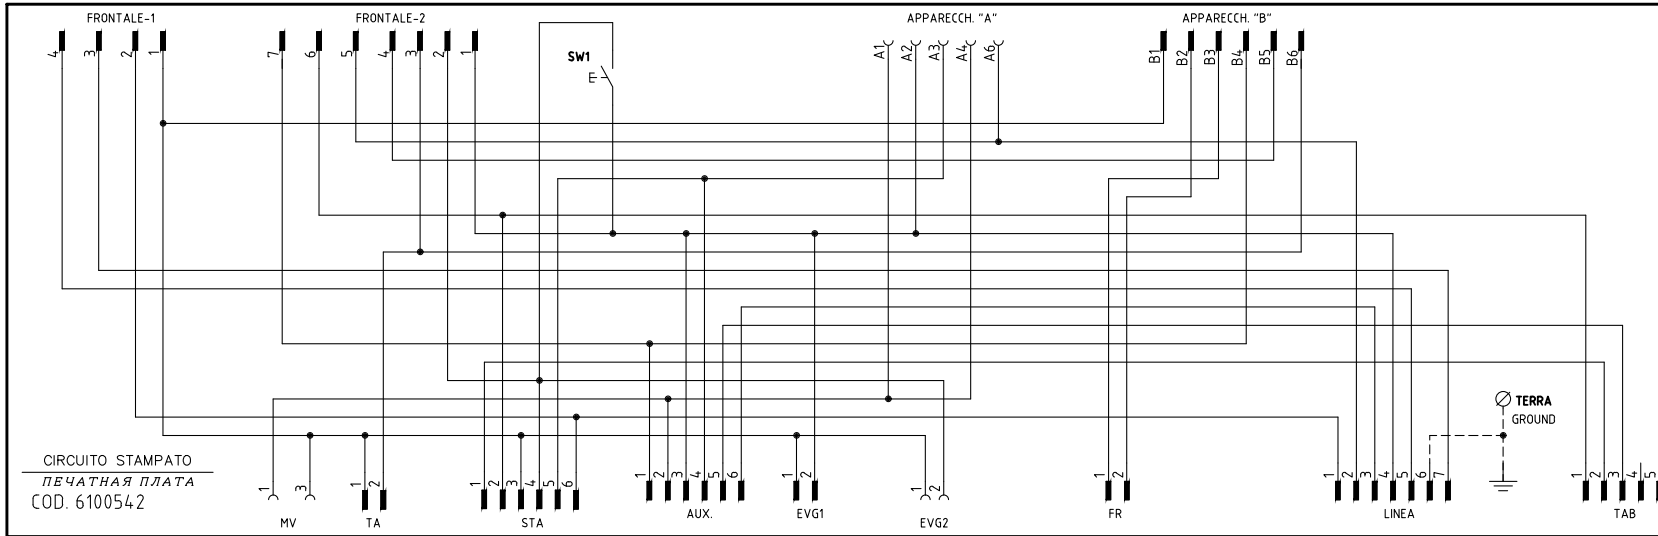 FRONTALE-1 FRONTALE-2 APPARECCH. "A" APPARECCH. "B"
4 3 2 1 7 6 5 4 3 2 1 A1 A2 A3 A4 A6 B1 B2 B3 B4 B5 B6
SW1
E
TERRA
GROUND
CIRCUITO STAMPATO
ПЕЧАТНАЯ ПЛАТА
COD. 6100542
1 3 1 2 1 2 3 4 5 6 1 2 3 4 5 6 1 2 1 2 1 2 1 2 3 4 5 6 7 1 2 3 4 5
MV TA STA AUX. EVG1 EVG2 FR LINEA TAB